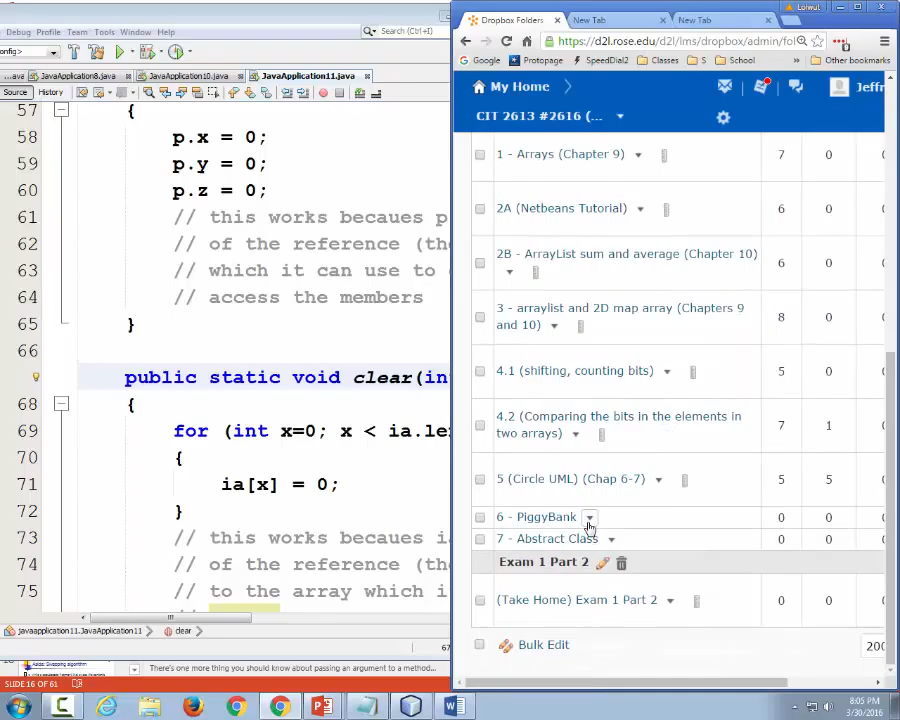 Debug Profile Team Tools Window Help
Search (Ctrl+I)
onfig>
...ava JavaApplication8.java JavaApplication10.java JavaApplication11.java
Source History
57 {
58 p.x = 0;
59 p.y = 0;
60 p.z = 0;
61 // this works becaues p
62 // of the reference (the
63 // which it can use to
64 // access the members
65 }
66
public static void clear(int
68 {
69 for (int x=0; x < ia.le
70 {
71 ia[x] = 0;
72 }
73 // this works becaues i
74 // of the reference (the
75 // to the array which i
javaapplication11.JavaApplication11 clear
67
Aside: Swapping algorithm
There's one more thing you should know about passing an argument to a method...
SLIDE 16 OF 61
Lolwut
Dropbox Folders New Tab New Tab
https://d2l.rose.edu/d2l/lms/dropbox/admin/fol
Google Protopage SpeedDial2 Classes S School » Other bookmarks
My Home Jeffr
CIT 2613 #2616 (...
1 - Arrays (Chapter 9) 7 0
2A (Netbeans Tutorial) 6 0
2B - ArrayList sum and average (Chapter 10) 6 0
3 - arraylist and 2D map array (Chapters 9
and 10) 8 0
4.1 (shifting, counting bits) 5 0
4.2 (Comparing the bits in the elements in
two arrays) 7 1
5 (Circle UML) (Chap 6-7) 5 5
6 - PiggyBank 0 0
7 - Abstract Class 0 0
Exam 1 Part 2
(Take Home) Exam 1 Part 2 0 0
Bulk Edit 200
8:05 PM
3/30/2016